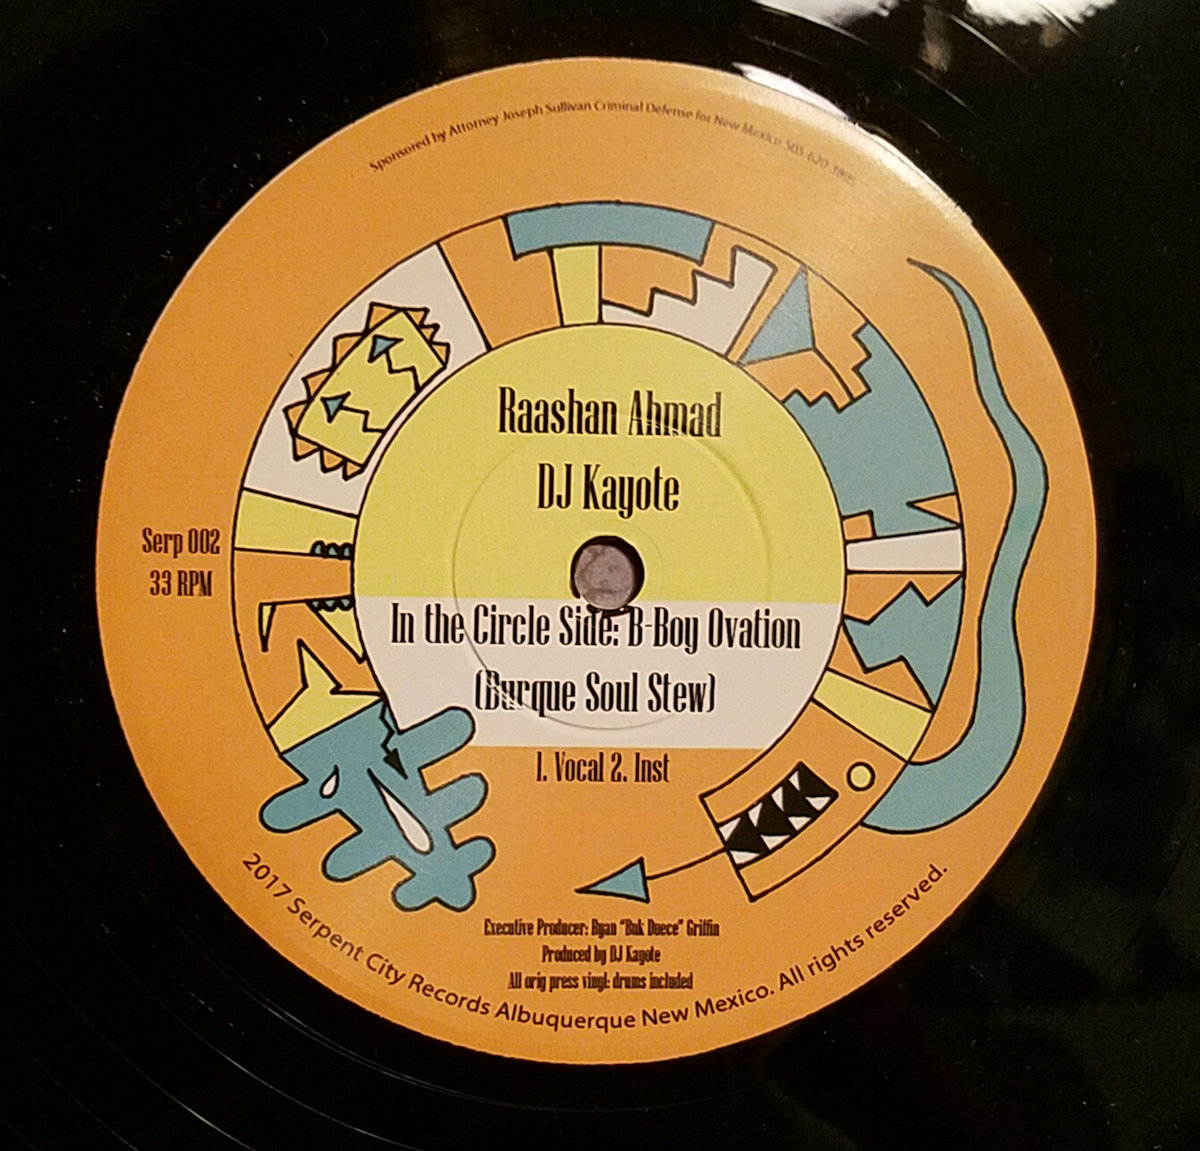 Sponsored by Attorney Joseph Sullivan Criminal Defense for New Mexico 505-620
Raashan Ahmad
DJ Kayote
Serp 002
33 RPM
In the Circle Side: B-Boy Ovation
(Burque Soul Stew)
1. Vocal 2. Inst
Executive Producer: Ryan "Buk Duece" Griffin
Produced by DJ Kayote
All orig press vinyl: drums included
2017 Serpent City Records Albuquerque New Mexico. All rights reserved.